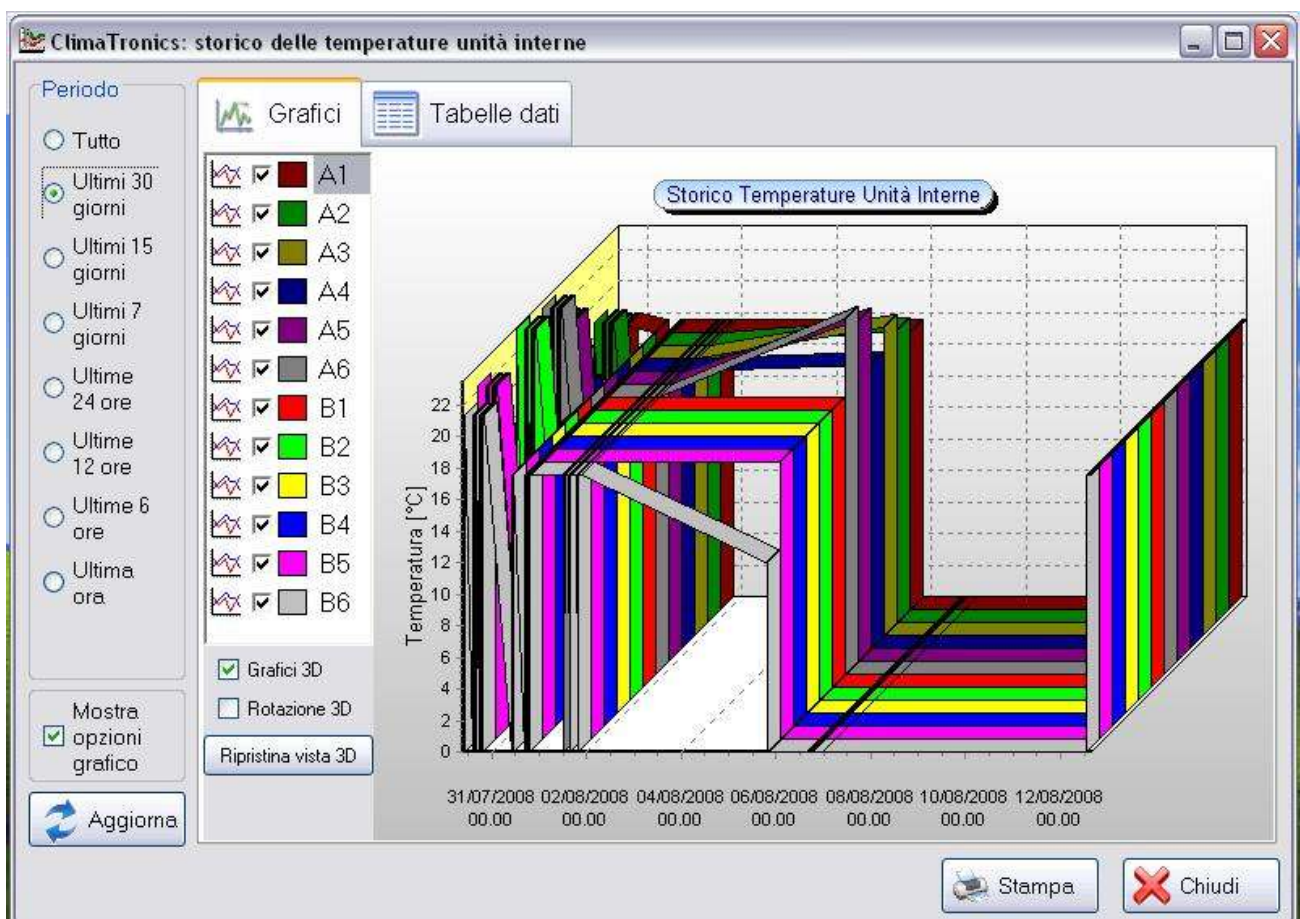 ClimaTronics: storico delle temperature unità interne
Periodo
Tutto
Ultimi 30
giorni
Ultimi 15
giorni
Ultimi 7
giorni
Ultime
24 ore
Ultime
12 ore
Ultime 6
ore
Ultima
ora
Mostra
opzioni
grafico
Aggiorna
Grafici
Tabelle dati
A1
A2
A3
A4
A5
A6
B1
B2
B3
B4
B5
B6
Grafici 3D
Rotazione 3D
Ripristina vista 3D
Storico Temperature Unità Interne
Temperatura [°C]
22
20
18
16
14
12
10
8
6
4
2
0
31/07/2008 02/08/2008 04/08/2008 06/08/2008 08/08/2008 10/08/2008 12/08/2008
00.00 00.00 00.00 00.00 00.00 00.00 00.00
Stampa
Chiudi